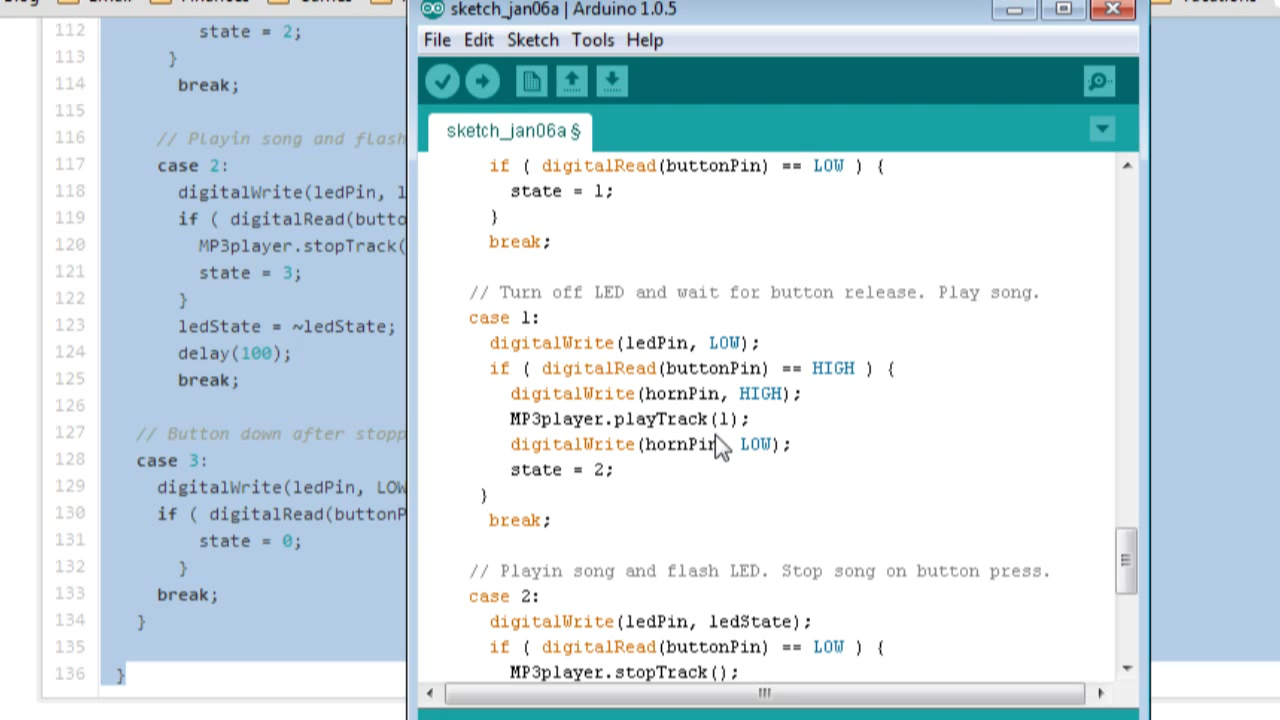 sketch_jan06a | Arduino 1.0.5
File Edit Sketch Tools Help
sketch_jan06a §
112 state = 2;
113 }
114 break;
115
116 // Playin song and flash
117 case 2:
118 digitalWrite(ledPin, l
119 if ( digitalRead(butto
120 MP3player.stopTrack(
121 state = 3;
122 }
123 ledState = ~ledState;
124 delay(100);
125 break;
126
127 // Button down after stopp
128 case 3:
129 digitalWrite(ledPin, LOW
130 if ( digitalRead(buttonP
131 state = 0;
132 }
133 break;
134 }
135
136 }
if ( digitalRead(buttonPin) == LOW ) {
state = 1;
}
break;
// Turn off LED and wait for button release. Play song.
case 1:
digitalWrite(ledPin, LOW);
if ( digitalRead(buttonPin) == HIGH ) {
digitalWrite(hornPin, HIGH);
MP3player.playTrack(1);
digitalWrite(hornPin LOW);
state = 2;
}
break;
// Playin song and flash LED. Stop song on button press.
case 2:
digitalWrite(ledPin, ledState);
if ( digitalRead(buttonPin) == LOW ) {
MP3player.stopTrack();